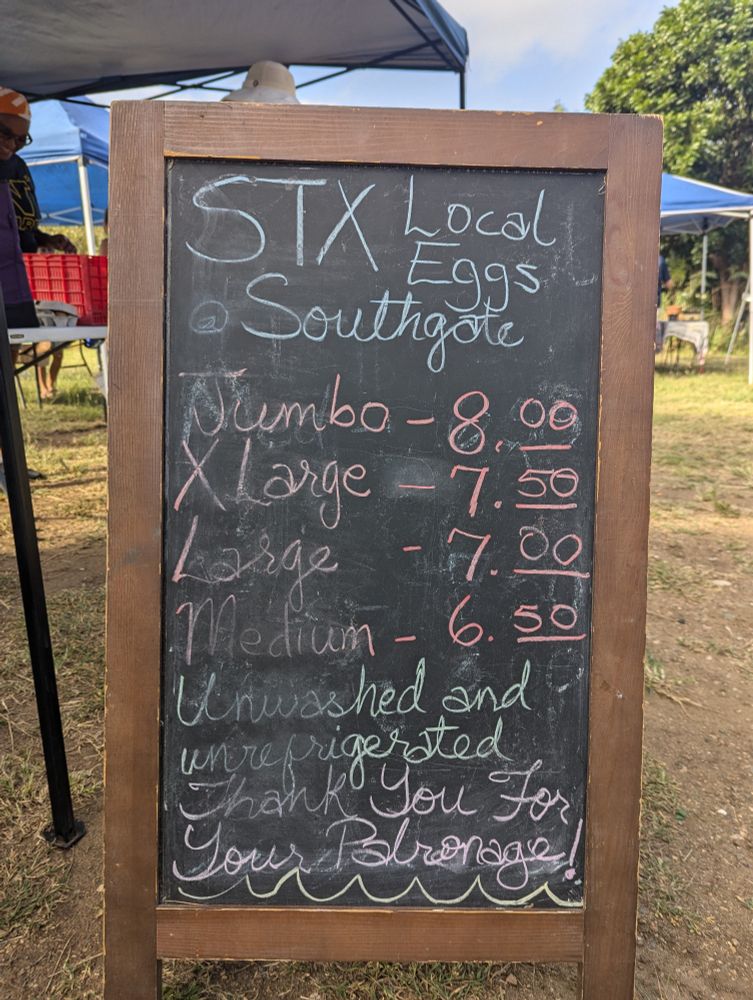 STX Local
Eggs
@ Southgate
Jumbo - 8.00
X Large - 7.50
Large - 7.00
Medium - 6.50
Unwashed and
unrefrigerated
Thank You For
Your Patronage!